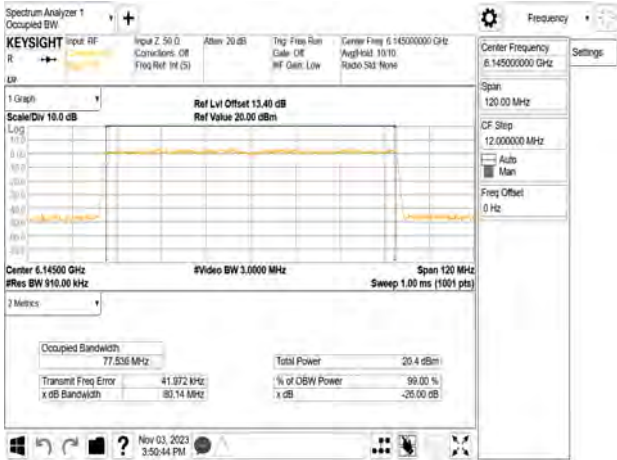 Spectrum Analyzer 1
Occupied BW
Frequency
KEYSIGHT
Input: RF
R
Input Z: 50 Ω
Corrections: Off
Freq Ref: Int (S)
Atten: 20 dB
Trig: Free Run
Gate: Off
#IF Gain: Low
Center Freq: 6.145000000 GHz
Avg|Hold: 10/10
Radio Std: None
Center Frequency
6.145000000 GHz
Settings
Span
120.00 MHz
CF Step
12.000000 MHz
Auto
Man
Freq Offset
0 Hz
1 Graph
Scale/Div 10.0 dB
Ref Lvl Offset 13.40 dB
Ref Value 20.00 dBm
Log
10.0
0.00
Center 6.14500 GHz
#Res BW 910.00 kHz
#Video BW 3.0000 MHz
Span 120 MHz
Sweep 1.00 ms (1001 pts)
2 Metrics
Occupied Bandwidth
77.536 MHz
Total Power
20.4 dBm
Transmit Freq Error
41.972 kHz
% of OBW Power
99.00 %
x dB Bandwidth
80.14 MHz
x dB
-26.00 dB
?
Nov 03, 2023
3:50:44 PM